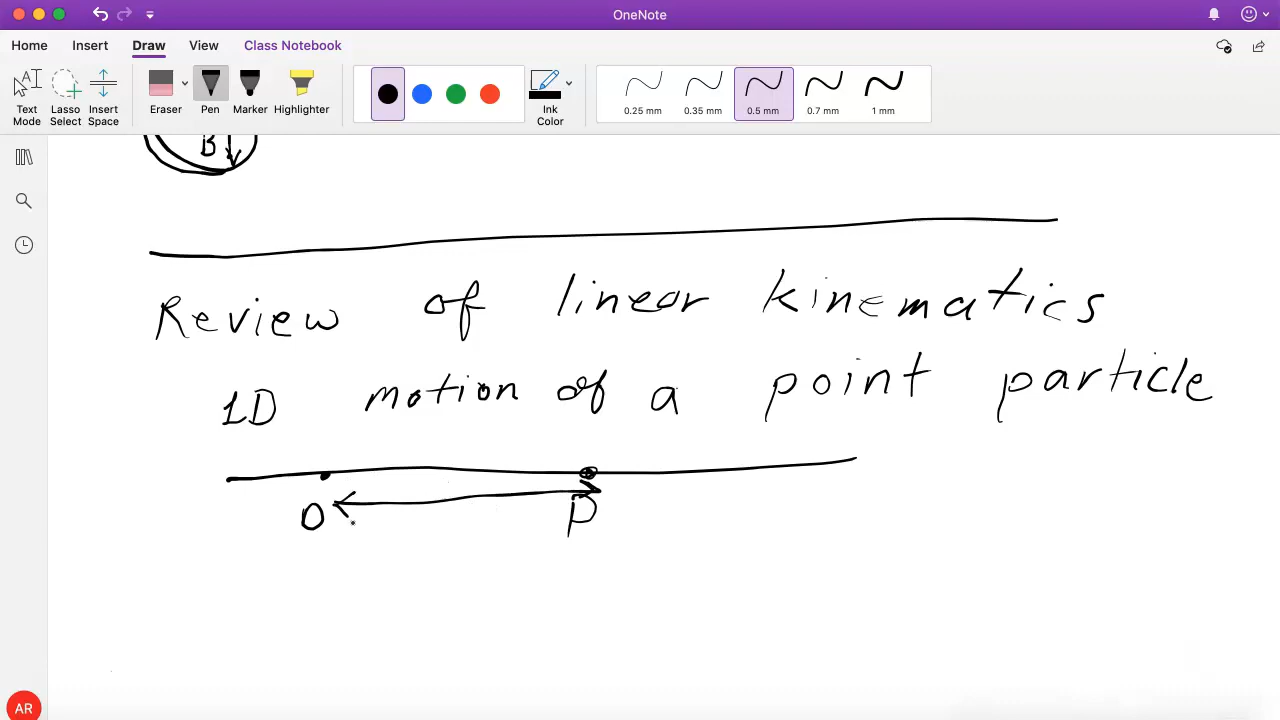 OneNote
Home Insert Draw View Class Notebook
Text Mode
Lasso Select
Insert Space
Eraser
Pen
Marker
Highlighter
Ink Color
0.25 mm
0.35 mm
0.5 mm
0.7 mm
1 mm
B
Review of linear kinematics
1D motion of a point particle
O P
AR